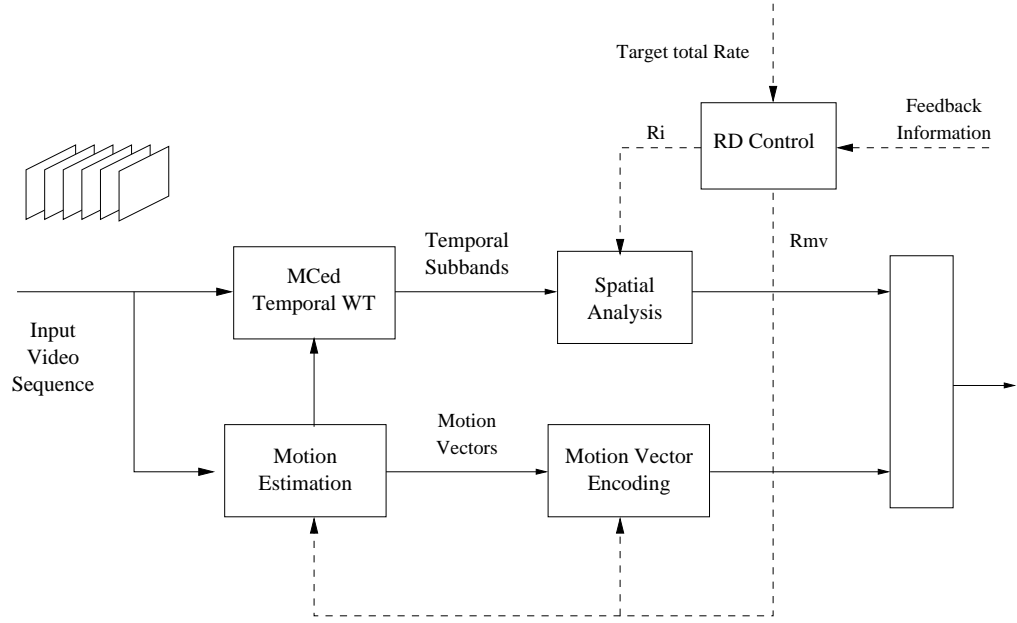 Target total Rate
Feedback
Information
RD Control
Ri
Rmv
Temporal
Subbands
MCed
Temporal WT
Spatial
Analysis
Input
Video
Sequence
Motion
Vectors
Motion
Estimation
Motion Vector
Encoding